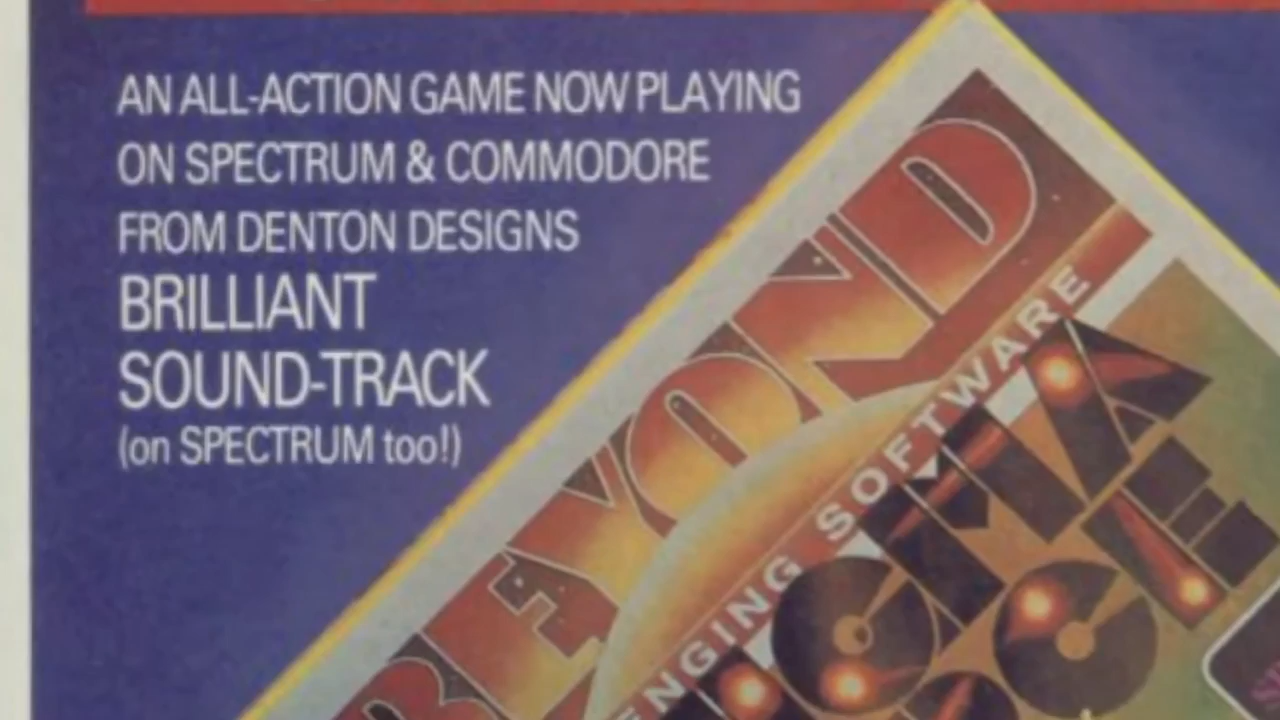 AN ALL-ACTION GAME NOW PLAYING
ON SPECTRUM & COMMODORE
FROM DENTON DESIGNS
BRILLIANT
SOUND-TRACK
(on SPECTRUM too!)
BEYOND
ENGING SOFTWARE